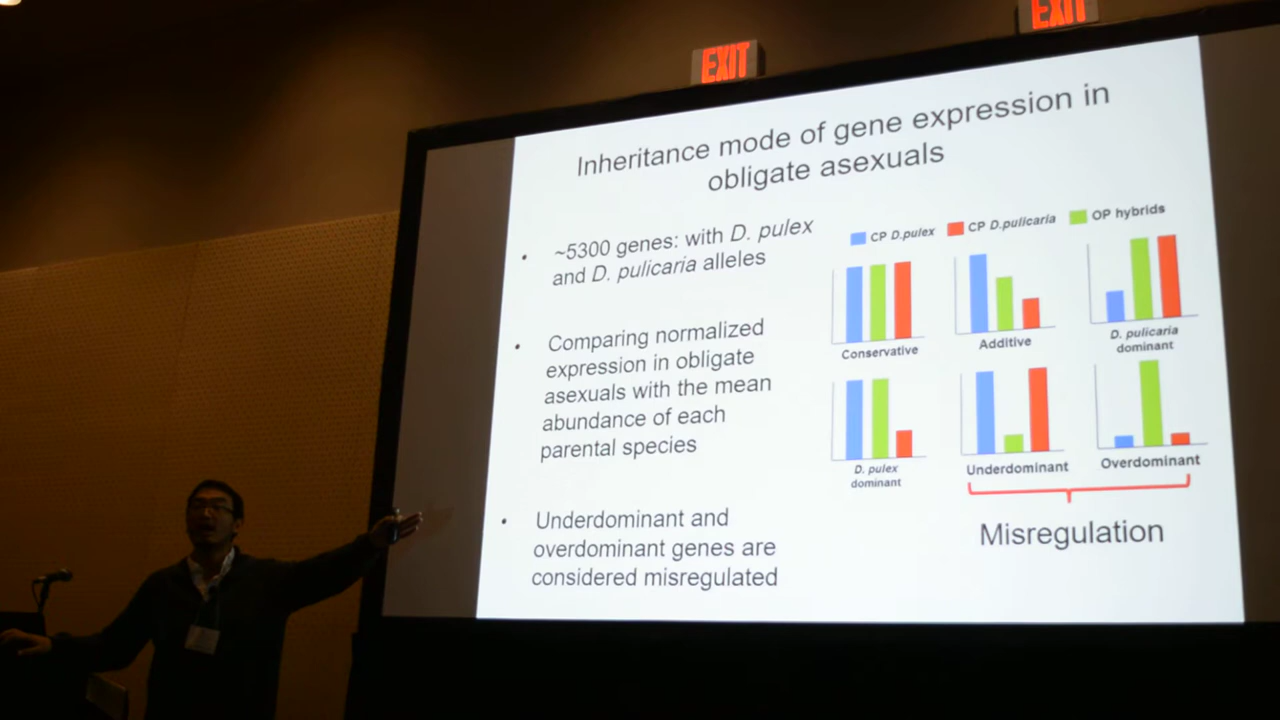 EXIT
EXIT
Inheritance mode of gene expression in
obligate asexuals
• ~5300 genes: with D. pulex
and D. pulicaria alleles
• Comparing normalized
expression in obligate
asexuals with the mean
abundance of each
parental species
• Underdominant and
overdominant genes are
considered misregulated
CP D.pulex CP D.pulicaria OP hybrids
Conservative
Additive
D. pulicaria
dominant
D. pulex
dominant
Underdominant
Overdominant
Misregulation